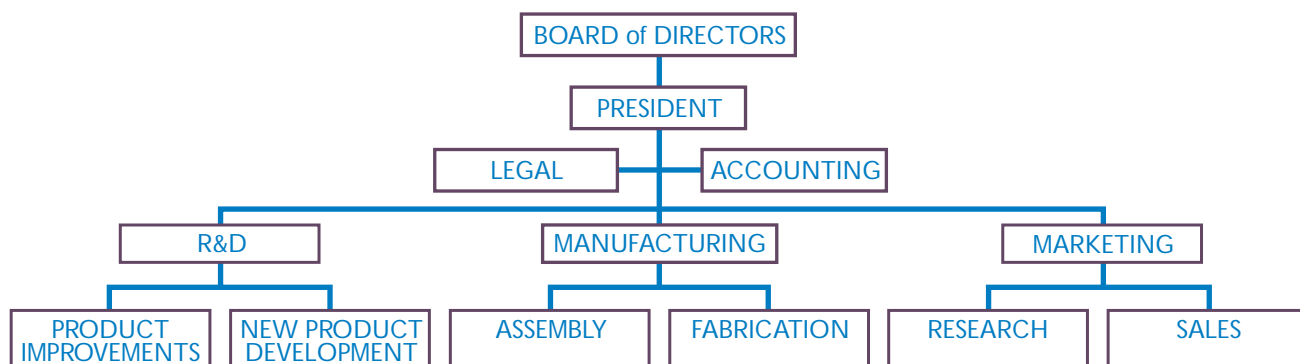 BOARD of DIRECTORS
PRESIDENT
LEGAL
ACCOUNTING
R&D
MANUFACTURING
MARKETING
PRODUCT
IMPROVEMENTS
NEW PRODUCT
DEVELOPMENT
ASSEMBLY
FABRICATION
RESEARCH
SALES